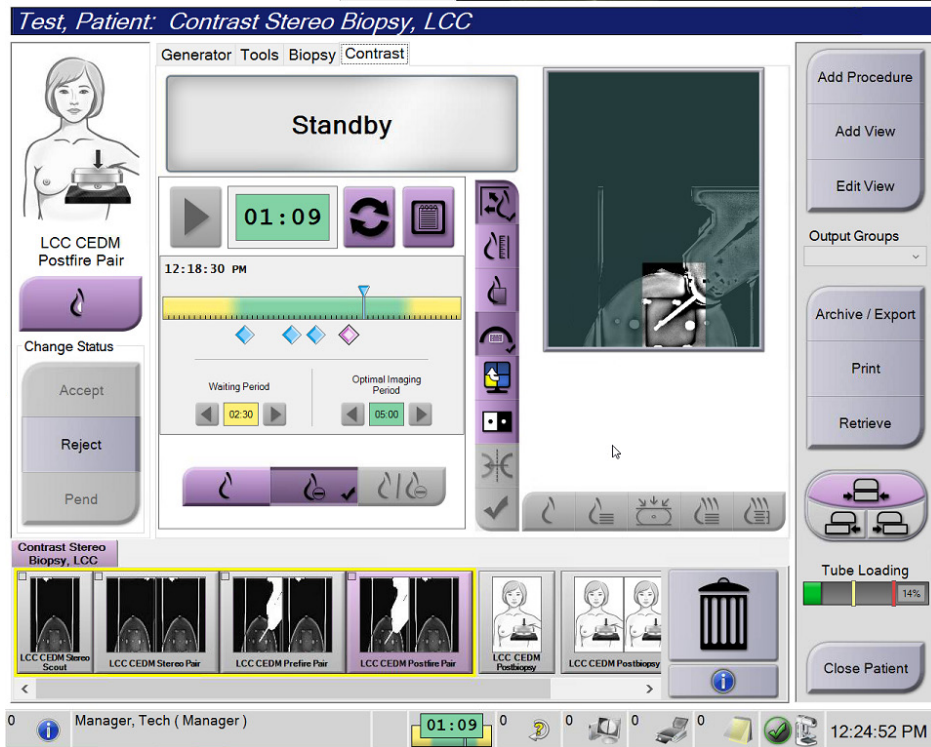 Test, Patient: Contrast Stereo Biopsy, LCC
Generator Tools Biopsy Contrast
Standby
01:09
12:18:30 PM
Waiting Period
02:30
Optimal Imaging
Period
05:00
LCC CEDM
Postfire Pair
Change Status
Accept
Reject
Pend
Add Procedure
Add View
Edit View
Output Groups
Archive / Export
Print
Retrieve
Tube Loading
14%
Close Patient
Contrast Stereo
Biopsy, LCC
LCC CEDM Stereo
Scout
LCC CEDM Stereo Pair
LCC CEDM Prefire Pair
LCC CEDM Postfire Pair
LCC CEDM
Postbiopsy
LCC CEDM Postbiopsy
0
Manager, Tech ( Manager )
01:09
0
0
0
0
12:24:52 PM